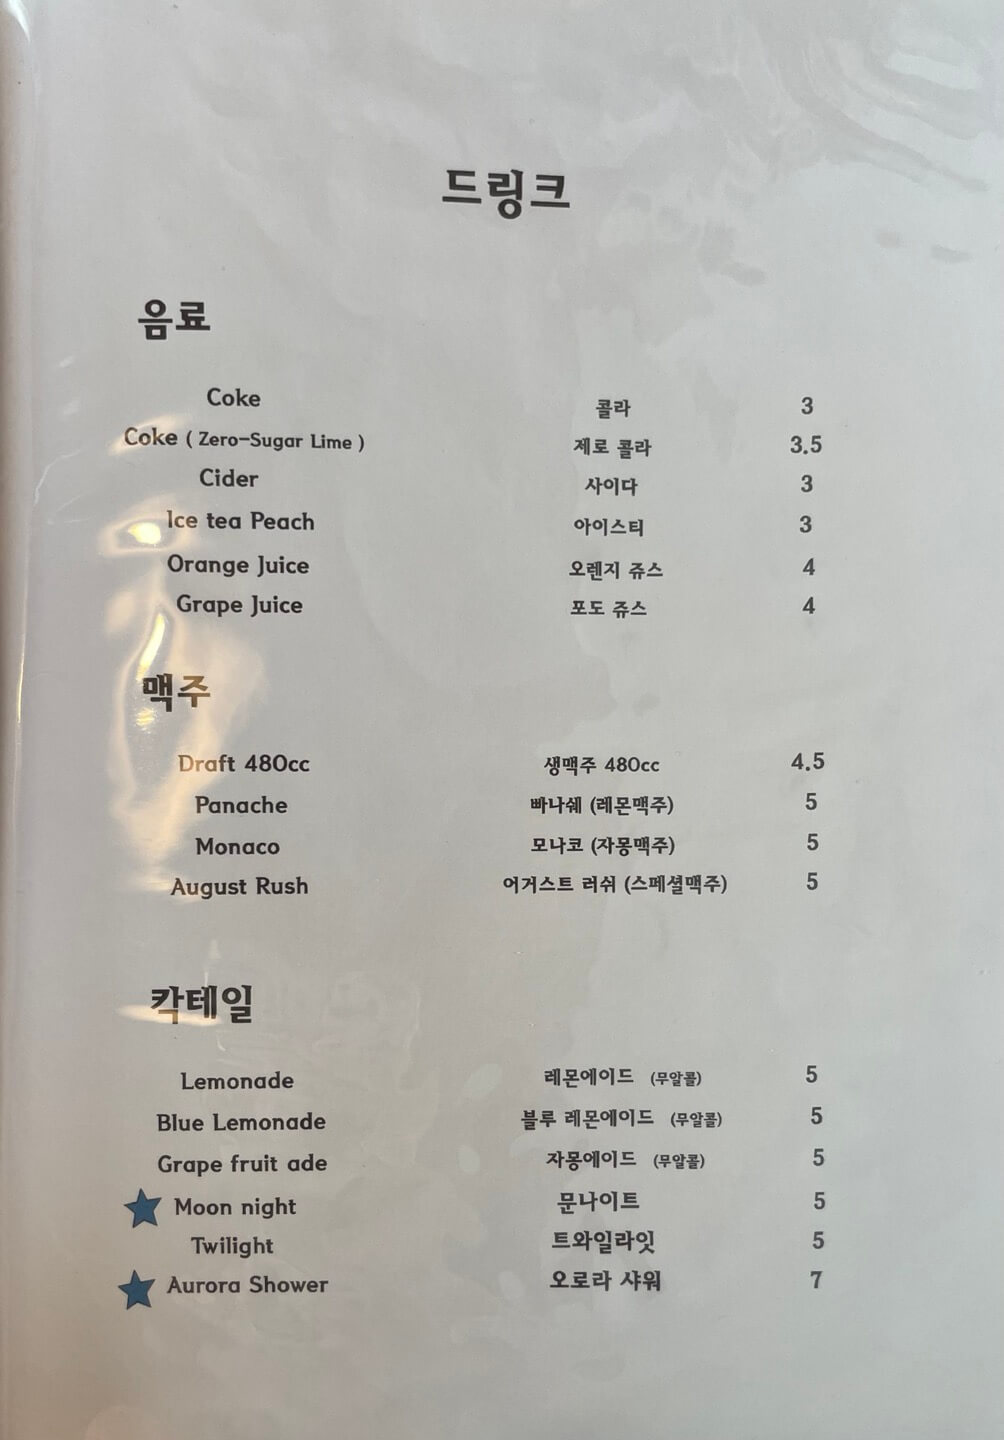 드링크
음료
Coke 콜라 3
Coke ( Zero-Sugar Lime ) 제로 콜라 3.5
Cider 사이다 3
Ice tea Peach 아이스티 3
Orange Juice 오렌지 쥬스 4
Grape Juice 포도 쥬스 4
맥주
Draft 480cc 생맥주 480cc 4.5
Panache 빠나쉐 (레몬맥주) 5
Monaco 모나코 (자몽맥주) 5
August Rush 어거스트 러쉬 (스페셜맥주) 5
칵테일
Lemonade 레몬에이드 (무알콜) 5
Blue Lemonade 블루 레몬에이드 (무알콜) 5
Grape fruit ade 자몽에이드 (무알콜) 5
Moon night 문나이트 5
Twilight 트와일라잇 5
Aurora Shower 오로라 샤워 7